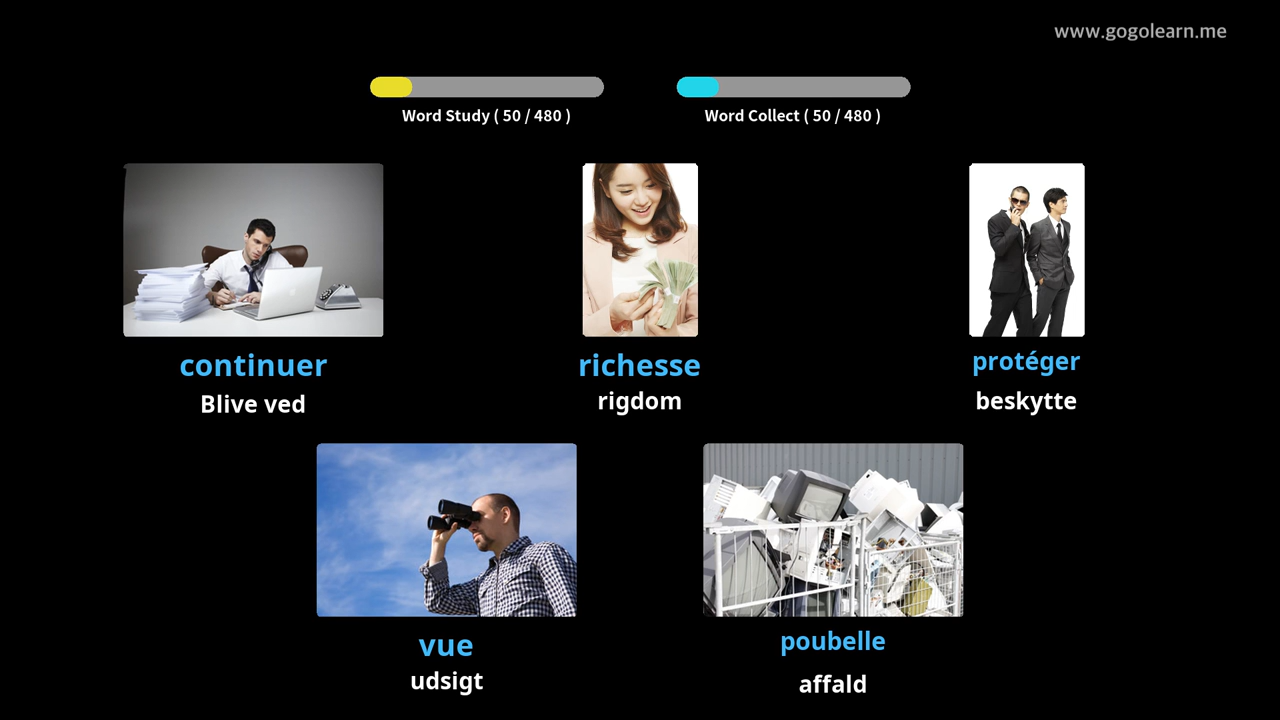 www.gogolearn.me
Word Study ( 50 / 480 )
Word Collect ( 50 / 480 )
continuer
Blive ved
richesse
rigdom
protéger
beskytte
vue
udsigt
poubelle
affald